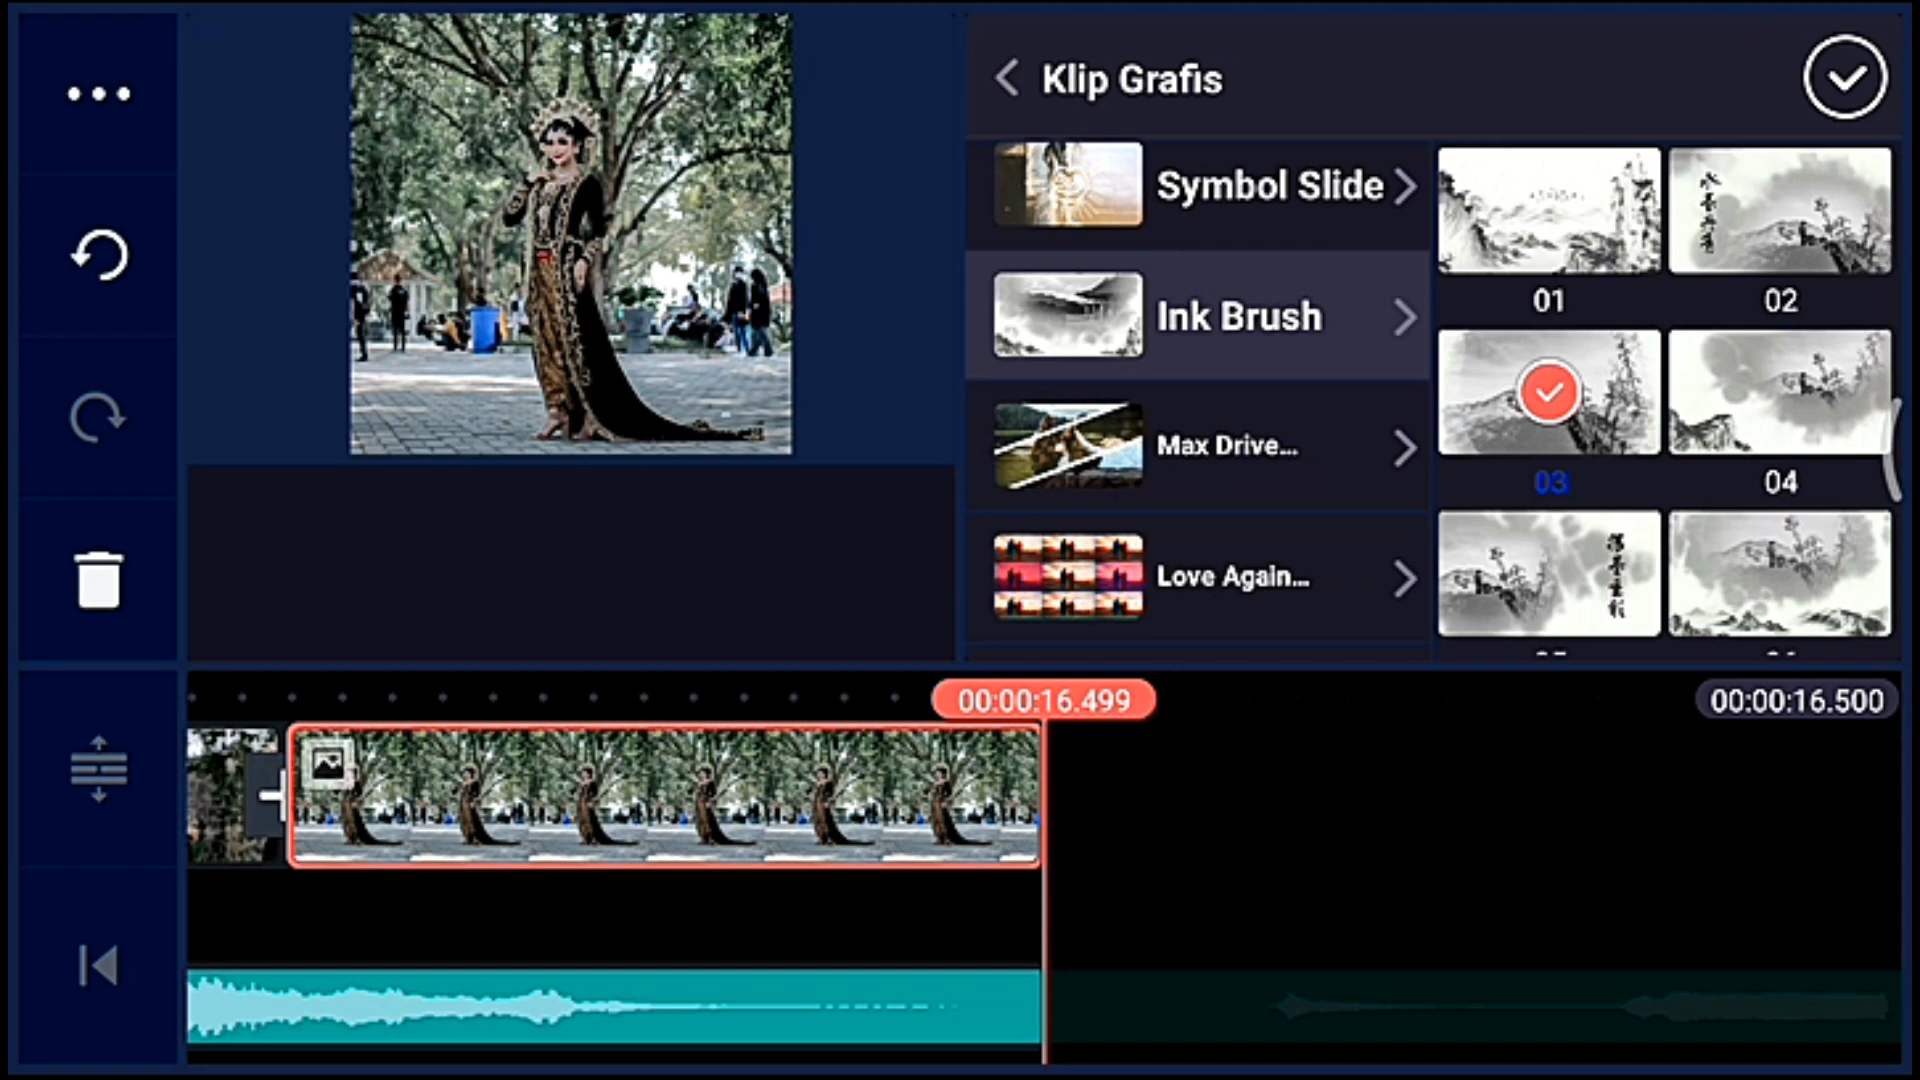 Klip Grafis
Symbol Slide
Ink Brush
Max Drive...
Love Again...
01
02
03
04
00:00:16.499
00:00:16.500